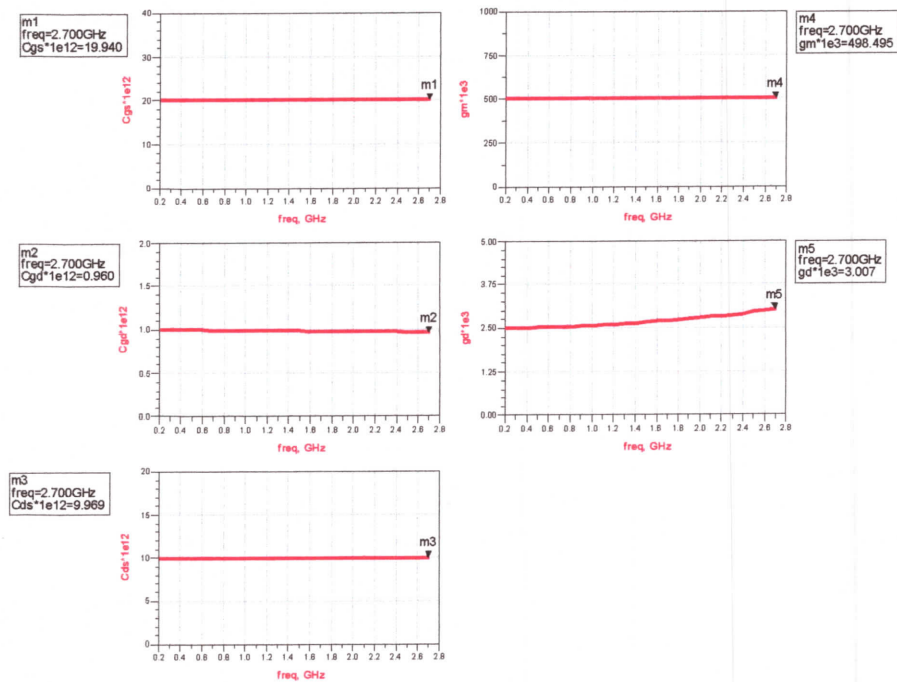 m1
freq=2.700GHz
Cgs*1e12=19.940
40
30
20
10
0
Cgs*1e12
m1
0.2 0.4 0.6 0.8 1.0 1.2 1.4 1.6 1.8 2.0 2.2 2.4 2.6 2.8
freq, GHz
1000
750
500
250
0
gm*1e3
m4
0.2 0.4 0.6 0.8 1.0 1.2 1.4 1.6 1.8 2.0 2.2 2.4 2.6 2.8
freq, GHz
m4
freq=2.700GHz
gm*1e3=498.495
m2
freq=2.700GHz
Cgd*1e12=0.960
2.0
1.5
1.0
0.5
0.0
Cgd*1e12
m2
0.2 0.4 0.6 0.8 1.0 1.2 1.4 1.6 1.8 2.0 2.2 2.4 2.6 2.8
freq, GHz
5.00
3.75
2.50
1.25
0.00
gd*1e3
m5
0.2 0.4 0.6 0.8 1.0 1.2 1.4 1.6 1.8 2.0 2.2 2.4 2.6 2.8
freq, GHz
m5
freq=2.700GHz
gd*1e3=3.007
m3
freq=2.700GHz
Cds*1e12=9.969
20
15
10
5
0
Cds*1e12
m3
0.2 0.4 0.6 0.8 1.0 1.2 1.4 1.6 1.8 2.0 2.2 2.4 2.6 2.8
freq, GHz